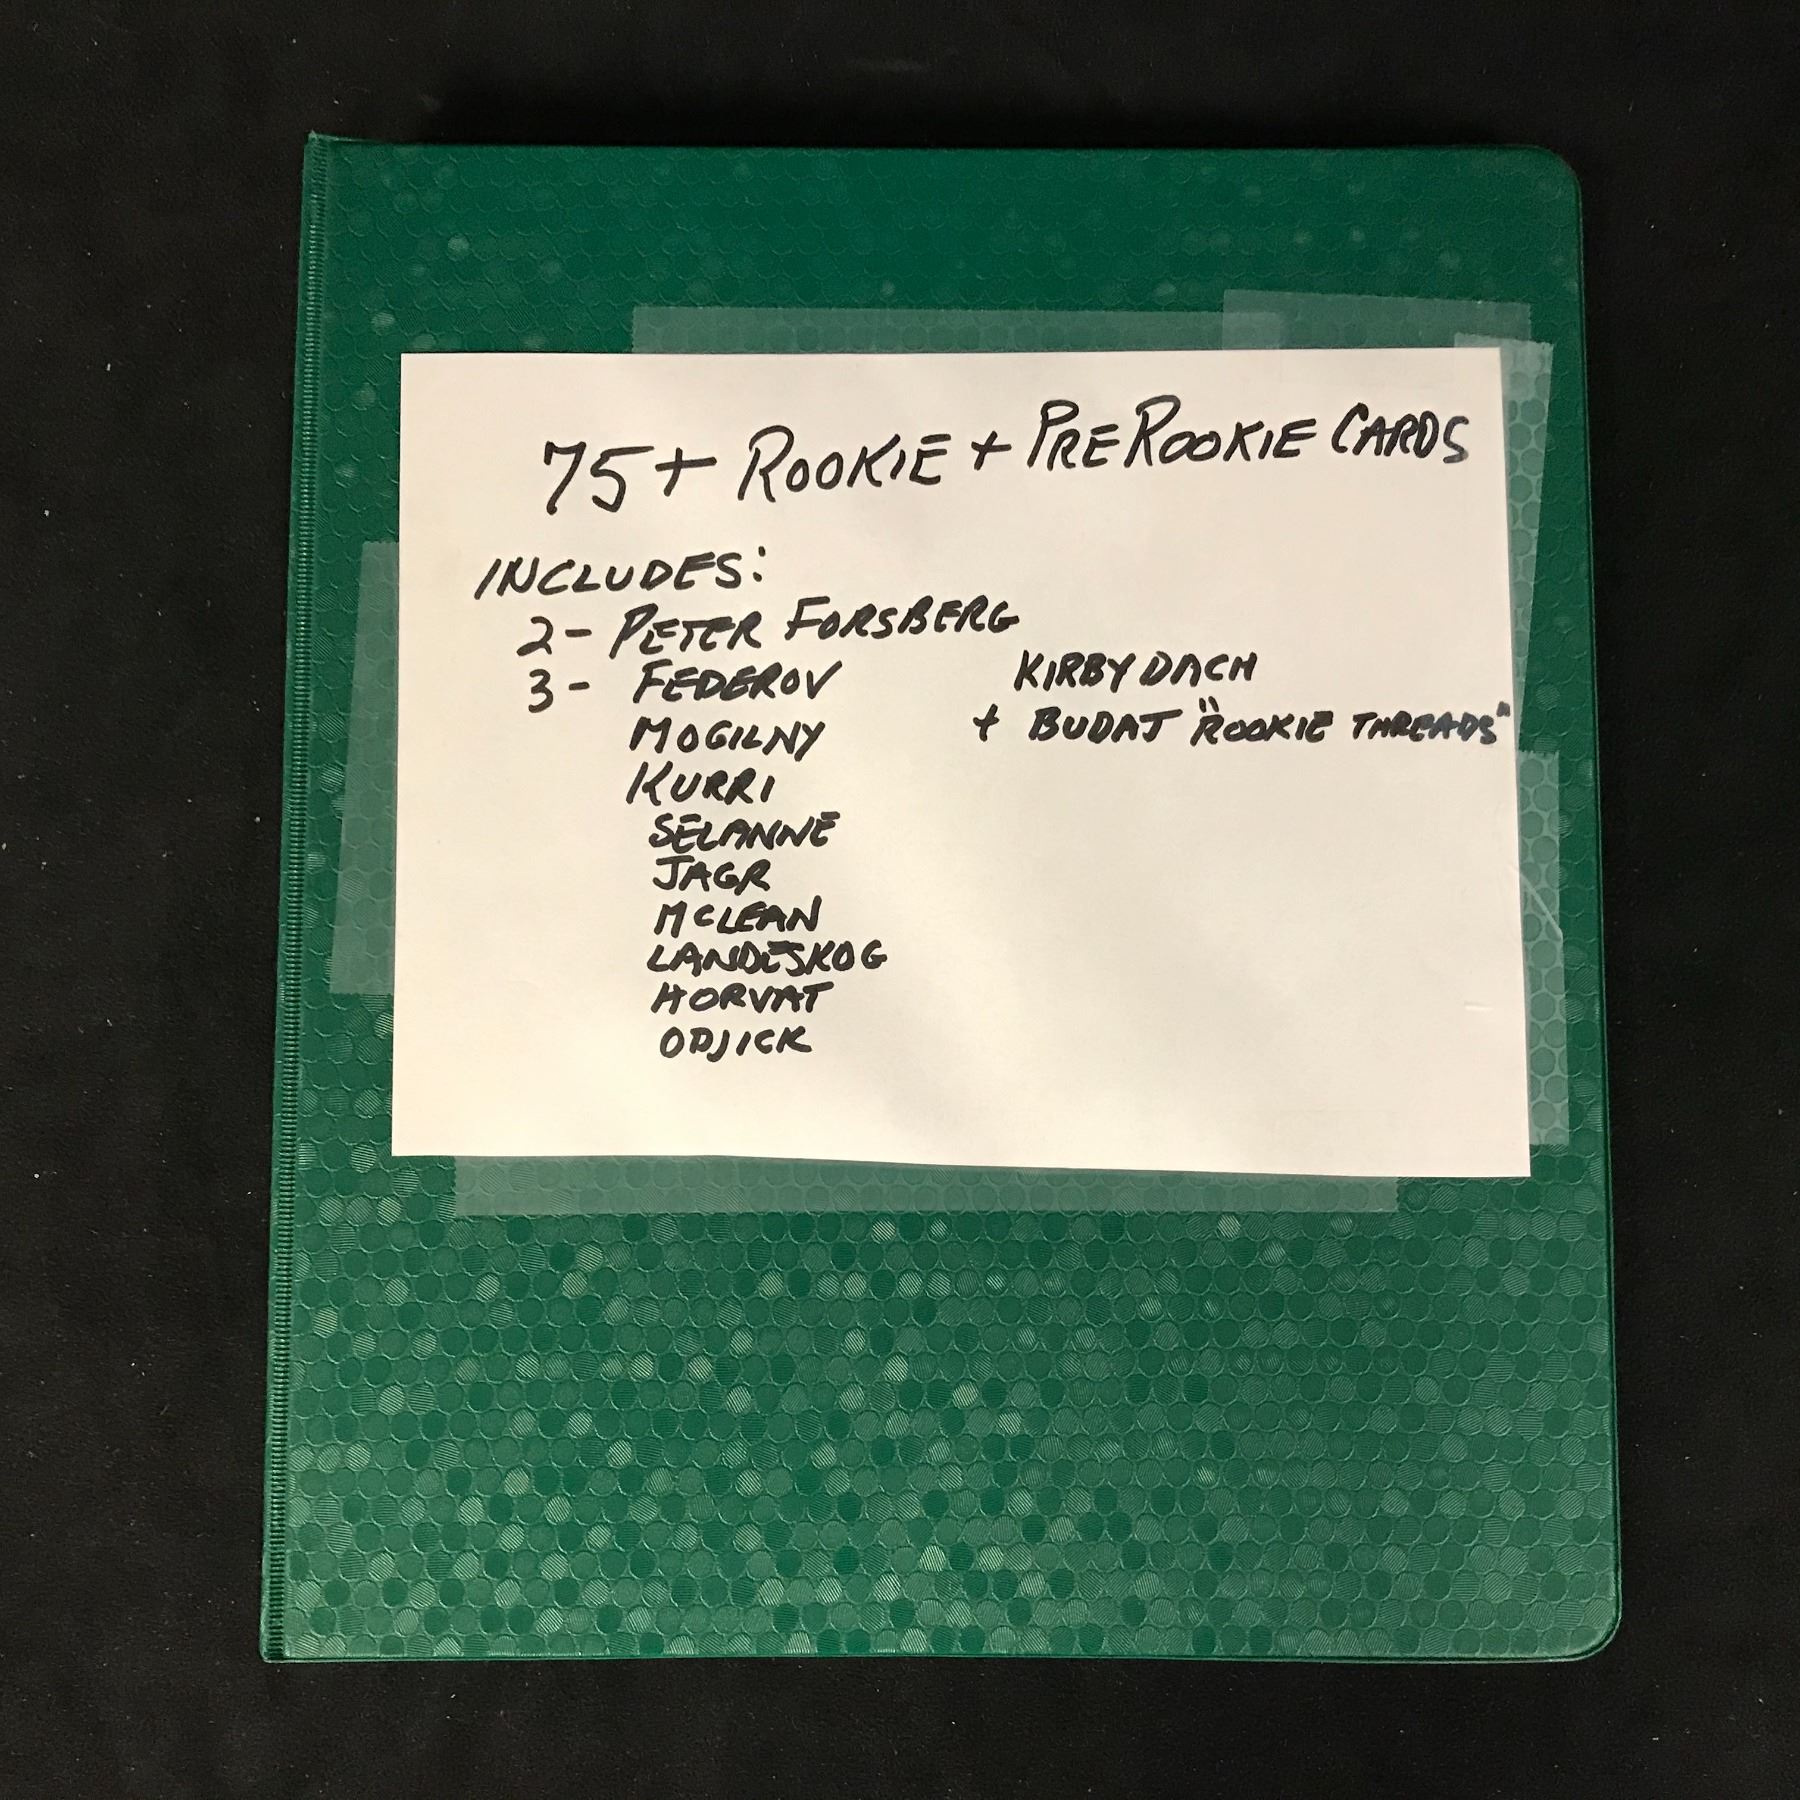 75+ ROOKIE + PREROOKIE CARDS
INCLUDES:
2- PETER FORSBERG
3- FEDEROV
MOGILNY
KURRI
SELANNE
JAGR
MCLEAN
LANDESKOG
HORVAT
ODJICK
KIRBY DACH
+ BUDAJ "ROOKIE THREADS"